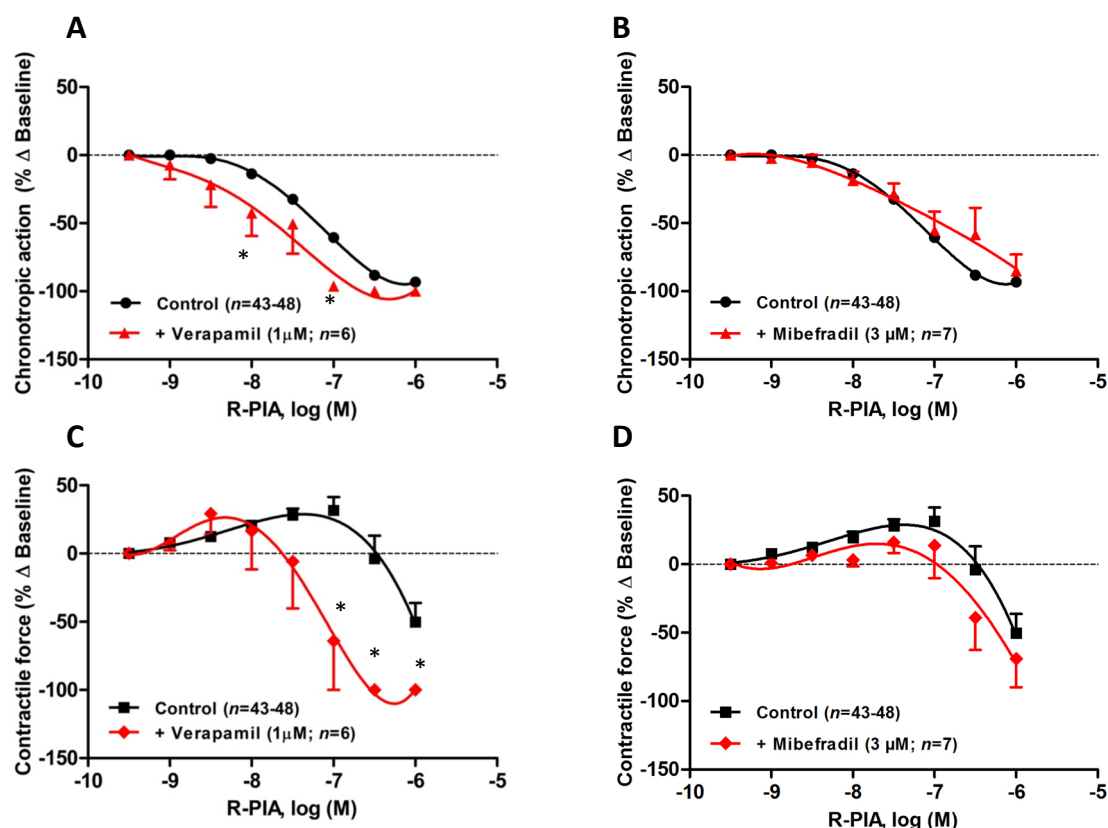 A
Chronotropic action (% Δ Baseline)
50
0
-50
-100
-150
*
*
Control (n=43-48)
+ Verapamil (1µM; n=6)
-10 -9 -8 -7 -6 -5
R-PIA, log (M)
B
Chronotropic action (% Δ Baseline)
50
0
-50
-100
-150
Control (n=43-48)
+ Mibefradil (3 µM; n=7)
-10 -9 -8 -7 -6 -5
R-PIA, log (M)
C
Contractile force (% Δ Baseline)
50
0
-50
-100
-150
*
*
*
Control (n=43-48)
+ Verapamil (1µM; n=6)
-10 -9 -8 -7 -6 -5
R-PIA, log (M)
D
Contractile force (% Δ Baseline)
50
0
-50
-100
-150
Control (n=43-48)
+ Mibefradil (3 µM; n=7)
-10 -9 -8 -7 -6 -5
R-PIA, log (M)